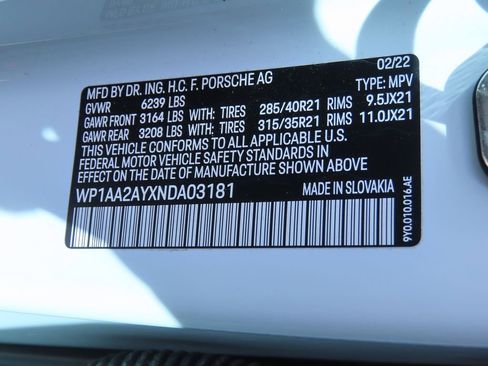 MFD BY DR. ING. H.C. F. PORSCHE AG 02/22
GVWR 6239 LBS TYPE: MPV
GAWR FRONT 3164 LBS WITH: TIRES 285/40R21 RIMS 9.5JX21
GAWR REAR 3208 LBS WITH: TIRES 315/35R21 RIMS 11.0JX21
THIS VEHICLE CONFORMS TO ALL APPLICABLE U.S.
FEDERAL MOTOR VEHICLE SAFETY STANDARDS IN
EFFECT ON THE DATE OF MANUFACTURE SHOWN ABOVE
WP1AA2AYXNDA03181 MADE IN SLOVAKIA
9Y0.010.016.AE